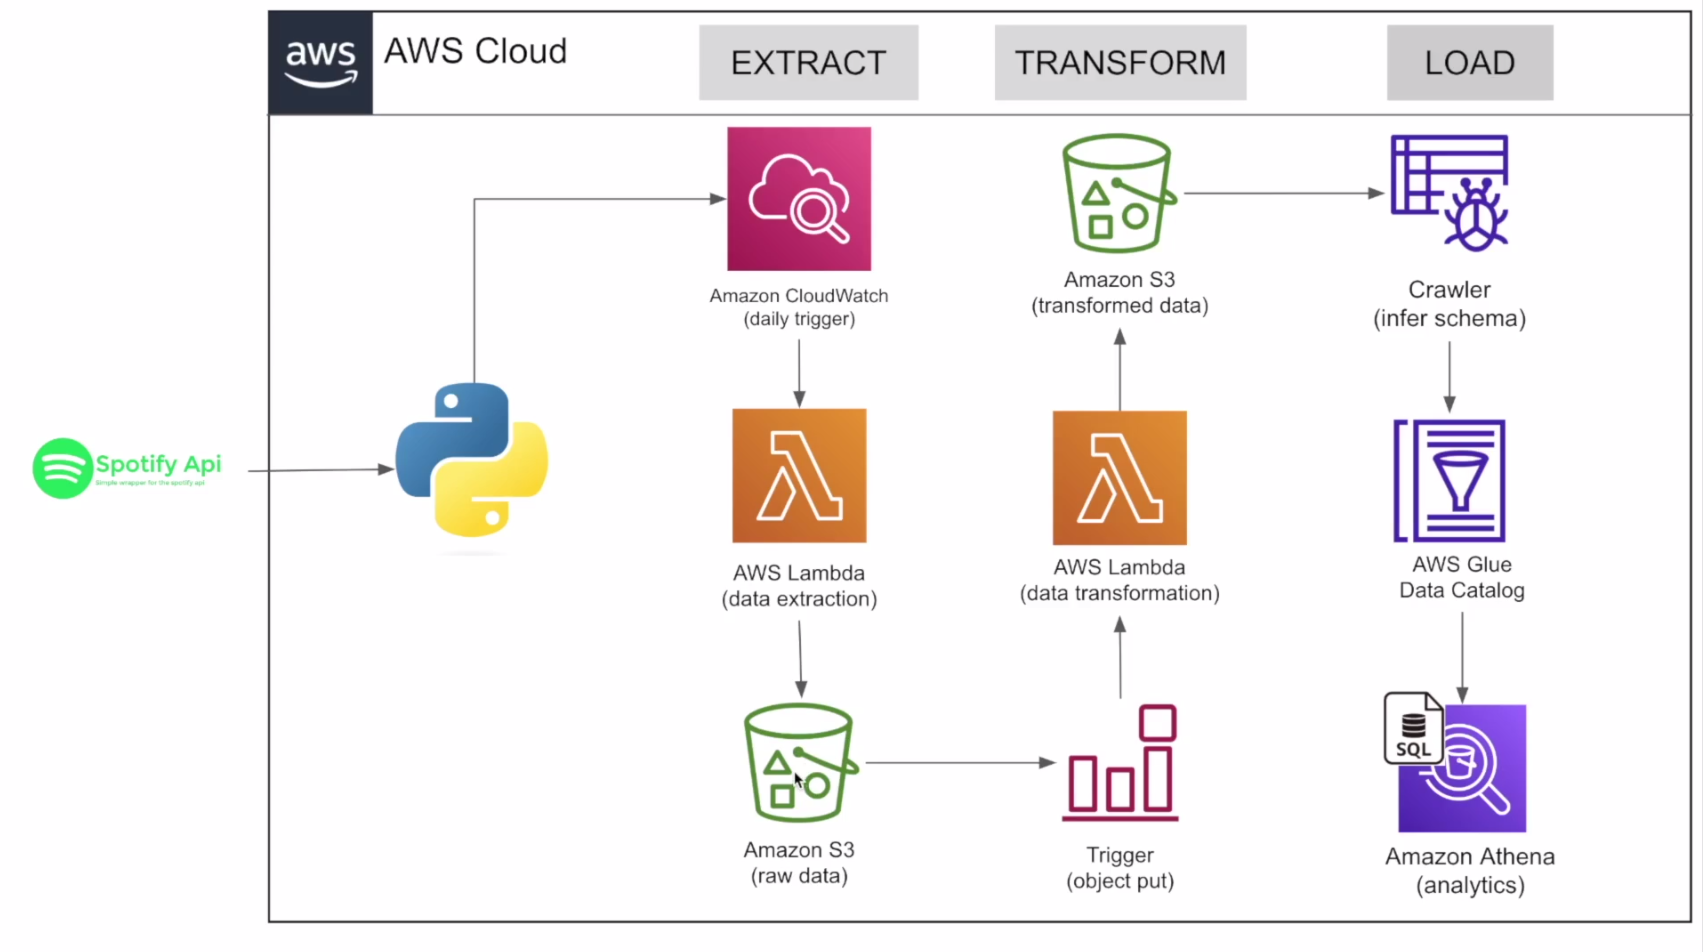 aws
AWS Cloud
EXTRACT
TRANSFORM
LOAD
Spotify Api
Simple wrapper for the spotify api
Amazon CloudWatch
(daily trigger)
AWS Lambda
(data extraction)
Amazon S3
(raw data)
Amazon S3
(transformed data)
AWS Lambda
(data transformation)
Trigger
(object put)
Crawler
(infer schema)
AWS Glue
Data Catalog
SQL
Amazon Athena
(analytics)